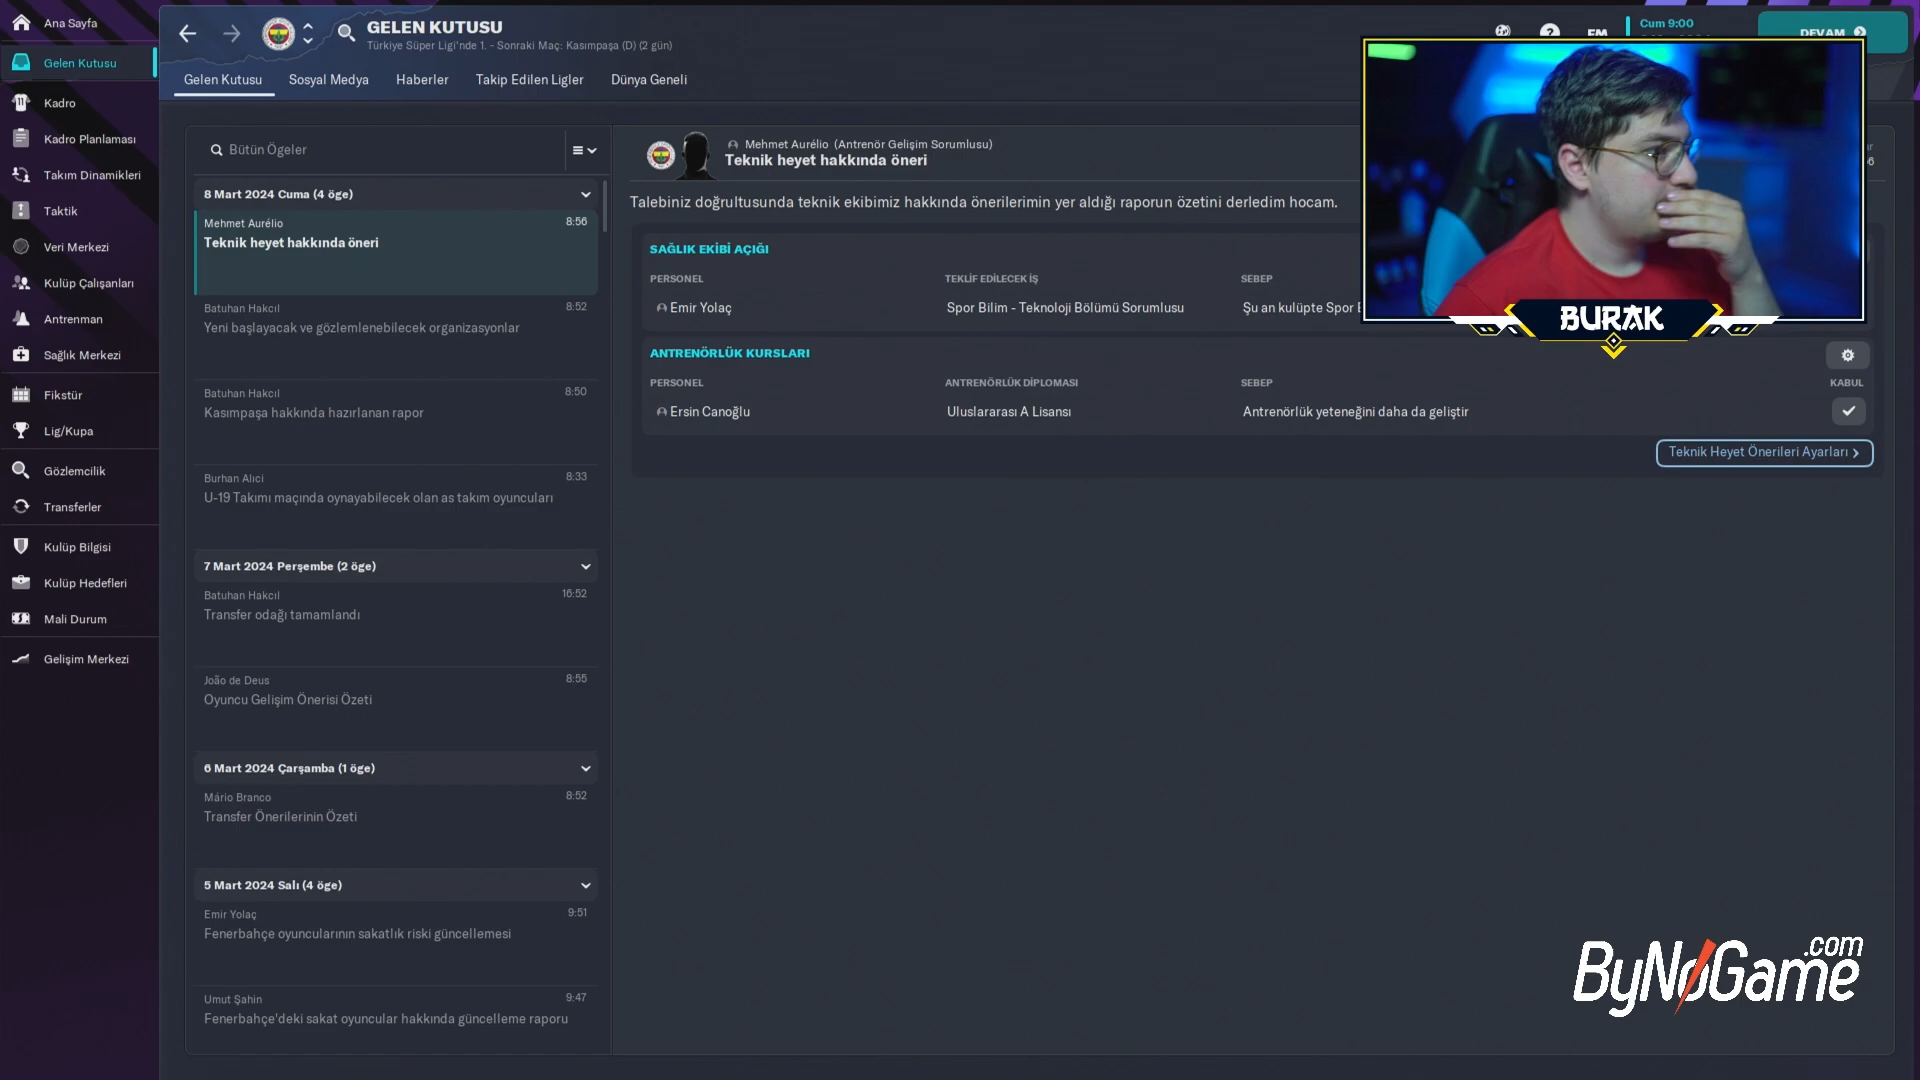 Ana Sayfa
Gelen Kutusu
Kadro
Kadro Planlaması
Takım Dinamikleri
Taktik
Veri Merkezi
Kulüp Çalışanları
Antrenman
Sağlık Merkezi
Fikstür
Lig/Kupa
Gözlemcilik
Transferler
Kulüp Bilgisi
Kulüp Hedefleri
Mali Durum
Gelişim Merkezi
GELEN KUTUSU
Türkiye Süper Ligi'nde 1. - Sonraki Maç: Kasımpaşa (D) (2 gün)
FM
Cum 9:00
DEVAM
Gelen Kutusu
Sosyal Medya
Haberler
Takip Edilen Ligler
Dünya Geneli
Bütün Ögeler
8 Mart 2024 Cuma (4 öge)
Mehmet Aurélio 8:56
Teknik heyet hakkında öneri
Batuhan Hakcıl 8:52
Yeni başlayacak ve gözlemlenebilecek organizasyonlar
Batuhan Hakcıl 8:50
Kasımpaşa hakkında hazırlanan rapor
Burhan Alıci 8:33
U-19 Takımı maçında oynayabilecek olan as takım oyuncuları
7 Mart 2024 Perşembe (2 öge)
Batuhan Hakcıl 16:52
Transfer odağı tamamlandı
João de Deus 8:55
Oyuncu Gelişim Önerisi Özeti
6 Mart 2024 Çarşamba (1 öge)
Mário Branco 8:52
Transfer Önerilerinin Özeti
5 Mart 2024 Salı (4 öge)
Emir Yolaç 9:51
Fenerbahçe oyuncularının sakatlık riski güncellemesi
Umut Şahin 9:47
Fenerbahçe'deki sakat oyuncular hakkında güncelleme raporu
Mehmet Aurélio (Antrenör Gelişim Sorumlusu)
Teknik heyet hakkında öneri
Talebiniz doğrultusunda teknik ekibimiz hakkında önerilerimin yer aldığı raporun özetini derledim hocam.
SAĞLIK EKİBİ AÇIĞI
PERSONEL TEKLİF EDİLECEK İŞ SEBEP
Emir Yolaç Spor Bilim - Teknoloji Bölümü Sorumlusu Şu an kulüpte Spor
ANTRENÖRLÜK KURSLARI
PERSONEL ANTRENÖRLÜK DİPLOMASI SEBEP KABUL
Ersin Canoğlu Uluslararası A Lisansı Antrenörlük yeteneğini daha da geliştir
Teknik Heyet Önerileri Ayarları
BURAK
ByNoGame.com